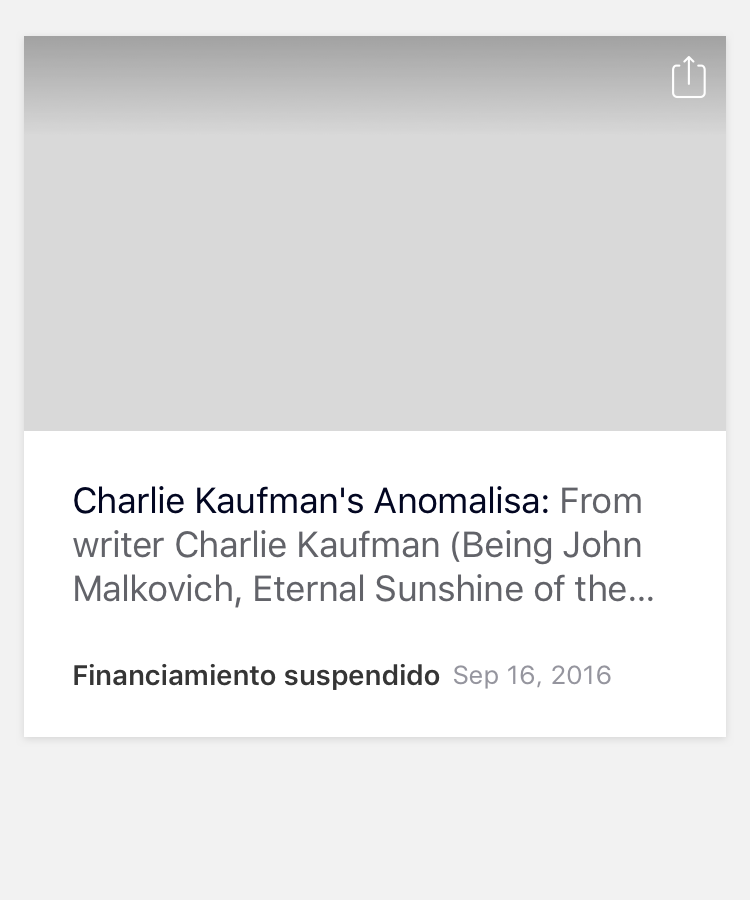 Charlie Kaufman's Anomalisa: From
writer Charlie Kaufman (Being John
Malkovich, Eternal Sunshine of the...
Financiamiento suspendido Sep 16, 2016